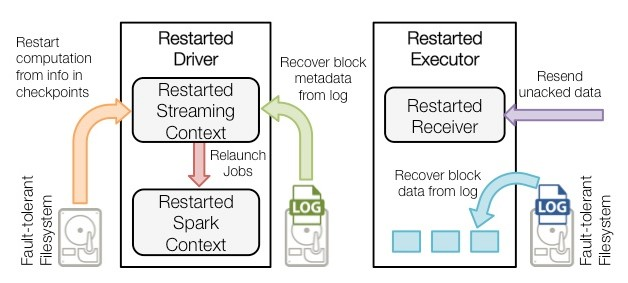 Restart
computation
from info in
checkpoints
Restarted
Driver
Restarted
Streaming
Context
Relaunch
Jobs
Restarted
Spark
Context
Recover block
metadata
from log
LOG
Fault-tolerant
Filesystem
Restarted
Executor
Restarted
Receiver
Resend
unacked data
Recover block
data from log
LOG
Fault-tolerant
Filesystem